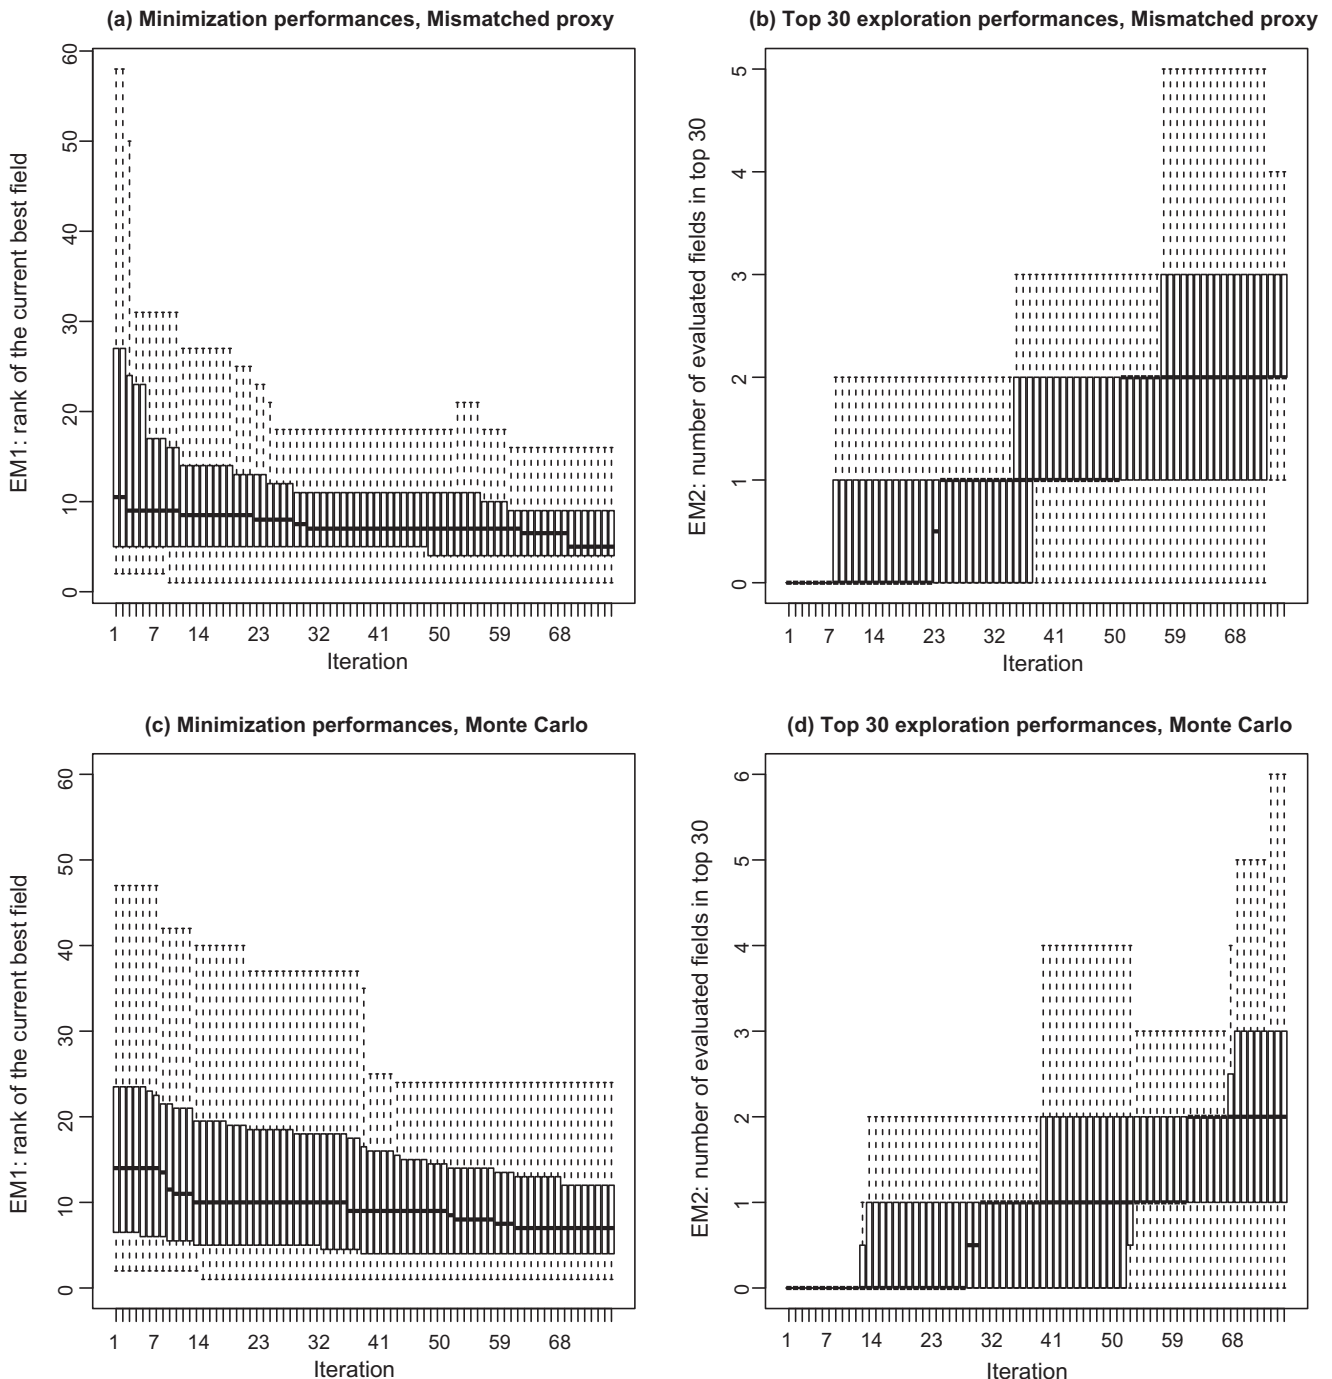 (a) Minimization performances, Mismatched proxy
EM1: rank of the current best field
60
50
40
30
20
10
0
1 7 14 23 32 41 50 59 68
Iteration
(b) Top 30 exploration performances, Mismatched proxy
EM2: number of evaluated fields in top 30
5
4
3
2
1
0
1 7 14 23 32 41 50 59 68
Iteration
(c) Minimization performances, Monte Carlo
EM1: rank of the current best field
60
50
40
30
20
10
0
1 7 14 23 32 41 50 59 68
Iteration
(d) Top 30 exploration performances, Monte Carlo
EM2: number of evaluated fields in top 30
6
5
4
3
2
1
0
1 7 14 23 32 41 50 59 68
Iteration